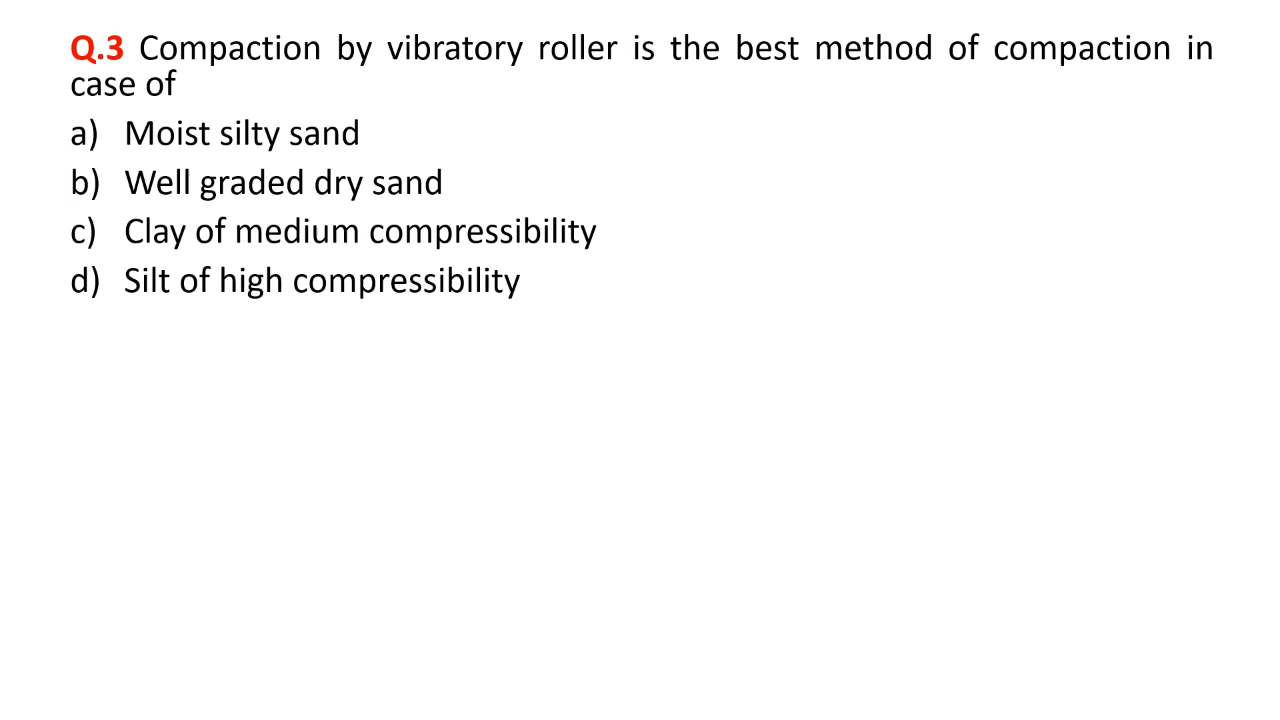 Q.3 Compaction by vibratory roller is the best method of compaction in
case of
a) Moist silty sand
b) Well graded dry sand
c) Clay of medium compressibility
d) Silt of high compressibility